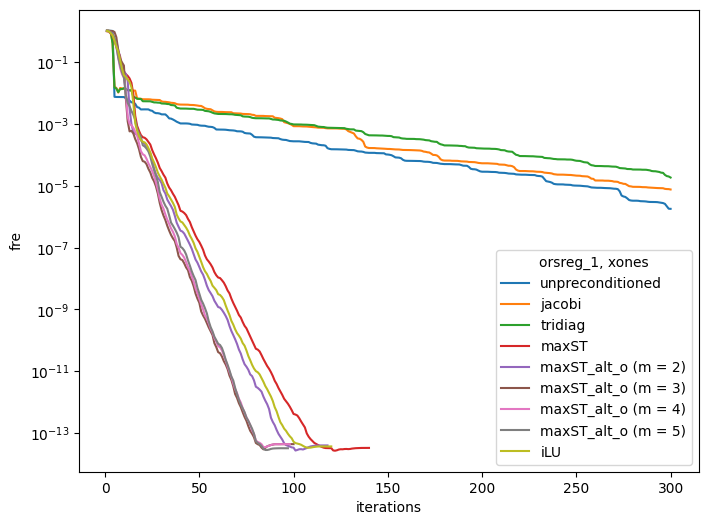 fre
10^-1
10^-3
10^-5
10^-7
10^-9
10^-11
10^-13
orsreg_1, xones
unpreconditioned
jacobi
tridiag
maxST
maxST_alt_o (m = 2)
maxST_alt_o (m = 3)
maxST_alt_o (m = 4)
maxST_alt_o (m = 5)
iLU
0 50 100 150 200 250 300
iterations